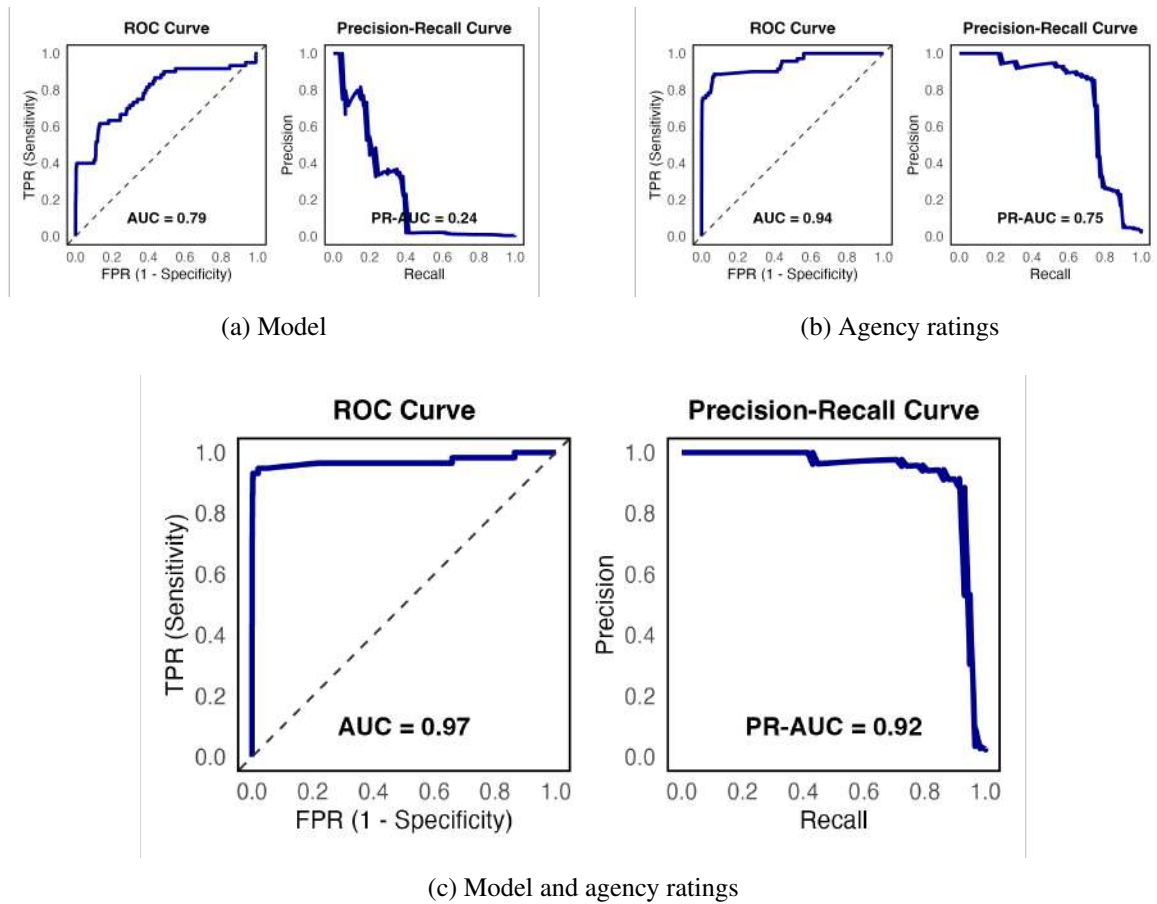 ROC Curve
TPR (Sensitivity)
1.0
0.8
0.6
0.4
0.2
0.0
AUC = 0.79
0.0 0.2 0.4 0.6 0.8 1.0
FPR (1 - Specificity)
Precision-Recall Curve
Precision
1.0
0.8
0.6
0.4
0.2
0.0
PR-AUC = 0.24
0.0 0.2 0.4 0.6 0.8 1.0
Recall
(a) Model
ROC Curve
TPR (Sensitivity)
1.0
0.8
0.6
0.4
0.2
0.0
AUC = 0.94
0.0 0.2 0.4 0.6 0.8 1.0
FPR (1 - Specificity)
Precision-Recall Curve
Precision
1.0
0.8
0.6
0.4
0.2
0.0
PR-AUC = 0.75
0.0 0.2 0.4 0.6 0.8 1.0
Recall
(b) Agency ratings
ROC Curve
TPR (Sensitivity)
1.0
0.8
0.6
0.4
0.2
0.0
AUC = 0.97
0.0 0.2 0.4 0.6 0.8 1.0
FPR (1 - Specificity)
Precision-Recall Curve
Precision
1.0
0.8
0.6
0.4
0.2
0.0
PR-AUC = 0.92
0.0 0.2 0.4 0.6 0.8 1.0
Recall
(c) Model and agency ratings